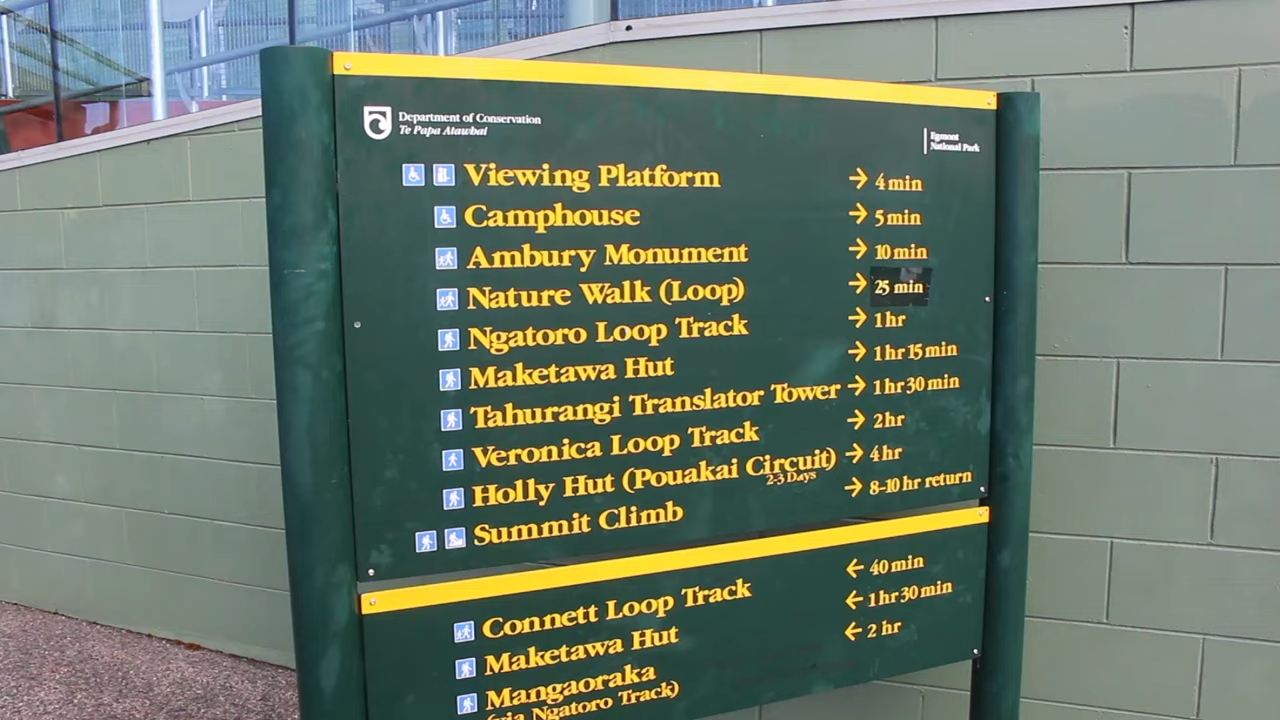 Department of Conservation
Te Papa Atawhai
Egmont
National Park
Viewing Platform → 4 min
Camphouse → 5 min
Ambury Monument → 10 min
Nature Walk (Loop) → 25 min
Ngatoro Loop Track → 1 hr
Maketawa Hut → 1 hr 15 min
Tahurangi Translator Tower → 1 hr 30 min
Veronica Loop Track → 2 hr
Holly Hut (Pouakai Circuit) → 4 hr
2-3 Days
Summit Climb → 8-10 hr return
Connett Loop Track ← 40 min
Maketawa Hut ← 1 hr 30 min
Mangaoraka ← 2 hr
(via Ngatoro Track)